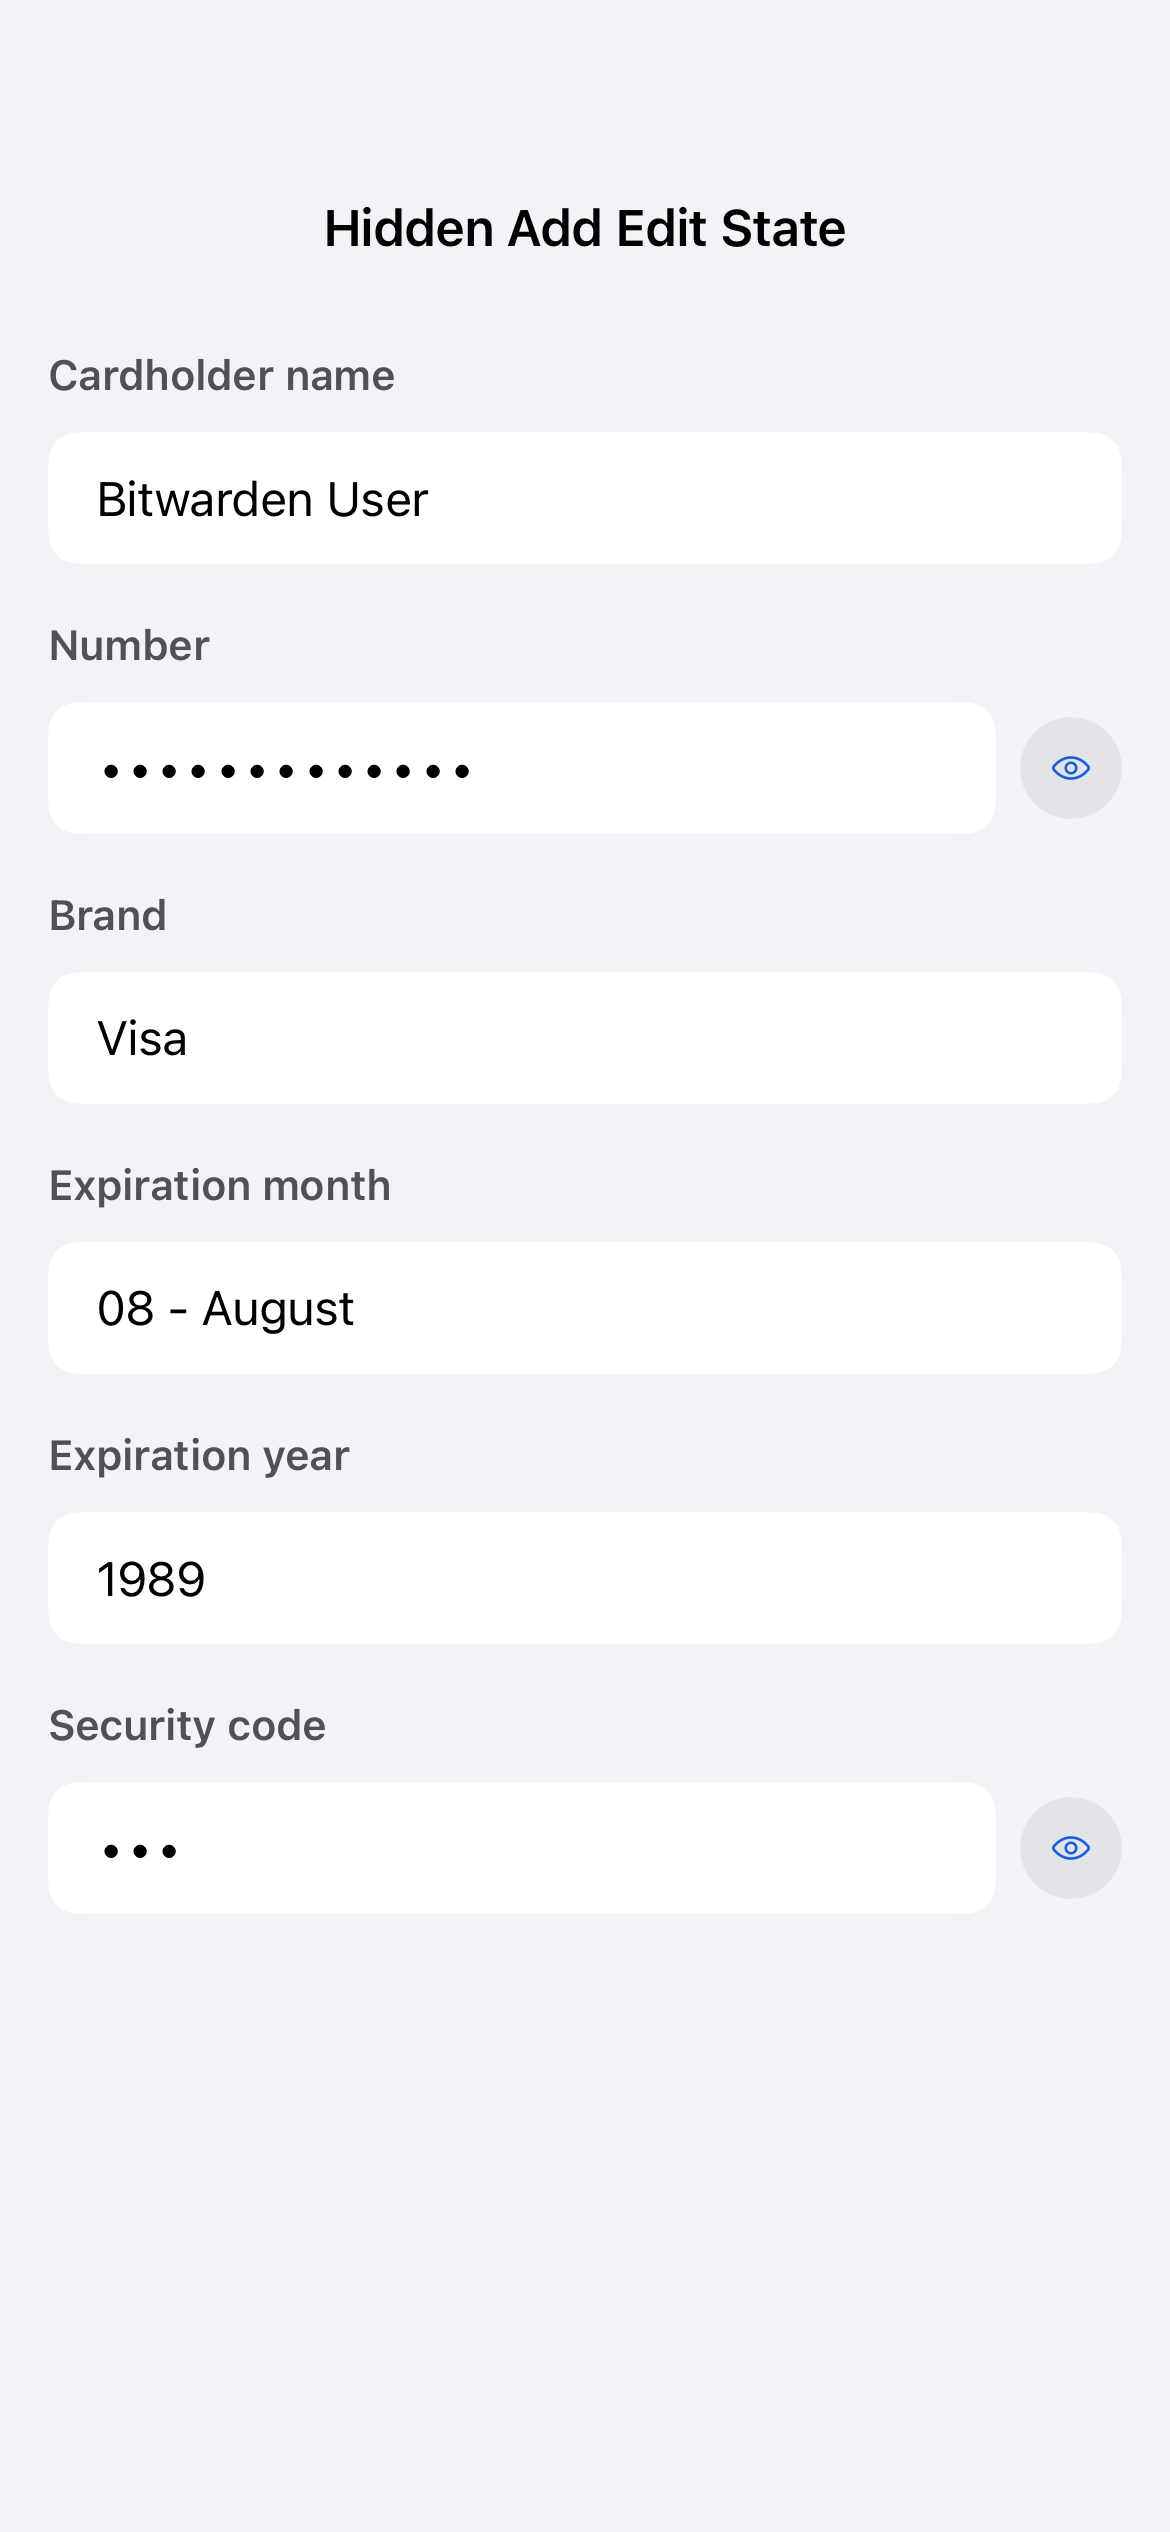 Hidden Add Edit State
Cardholder name
Bitwarden User
Number
•••••••••••••
Brand
Visa
Expiration month
08 - August
Expiration year
1989
Security code
•••